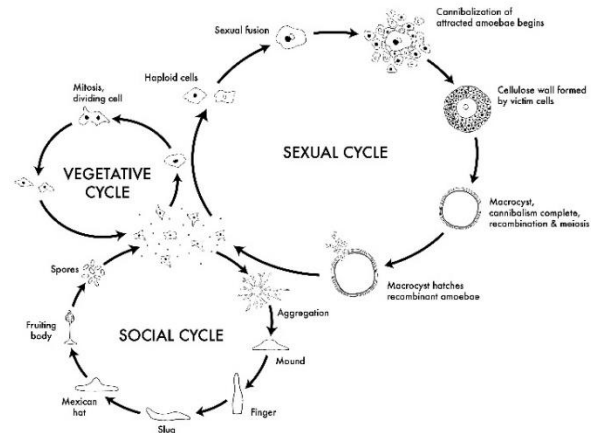 Sexual fusion
Cannibalization of
attracted amoebae begins
Haploid cells
Mitosis,
dividing cell
Cellulose wall formed
by victim cells
VEGETATIVE
CYCLE
SEXUAL CYCLE
Macrocyst,
cannibalism complete,
recombination & meiosis
Macrocyst hatches
recombinant amoebae
Spores
Aggregation
Fruiting
body
SOCIAL CYCLE
Mound
Mexican
hat
Finger
Slug